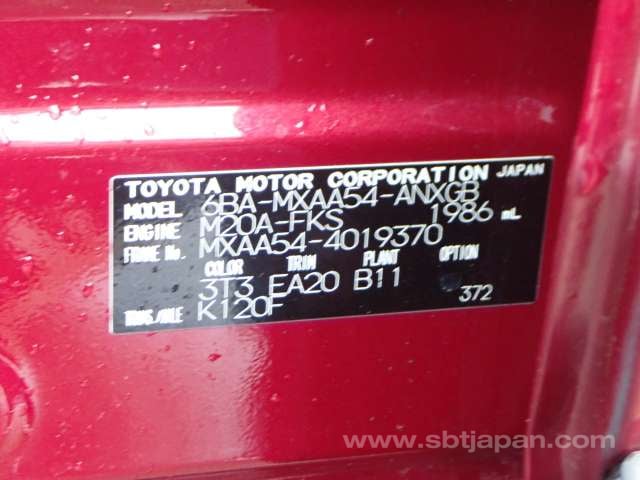 TOYOTA MOTOR CORPORATION JAPAN
MODEL 6BA-MXAA54-ANXGB
ENGINE M20A-FKS 1986 mL
FRAME No. MXAA54-4019370
COLOR TRIM PLANT OPTION
3T3 EA20 B11
TRANS./AXLE K120F 372
www.sbtjapan.com